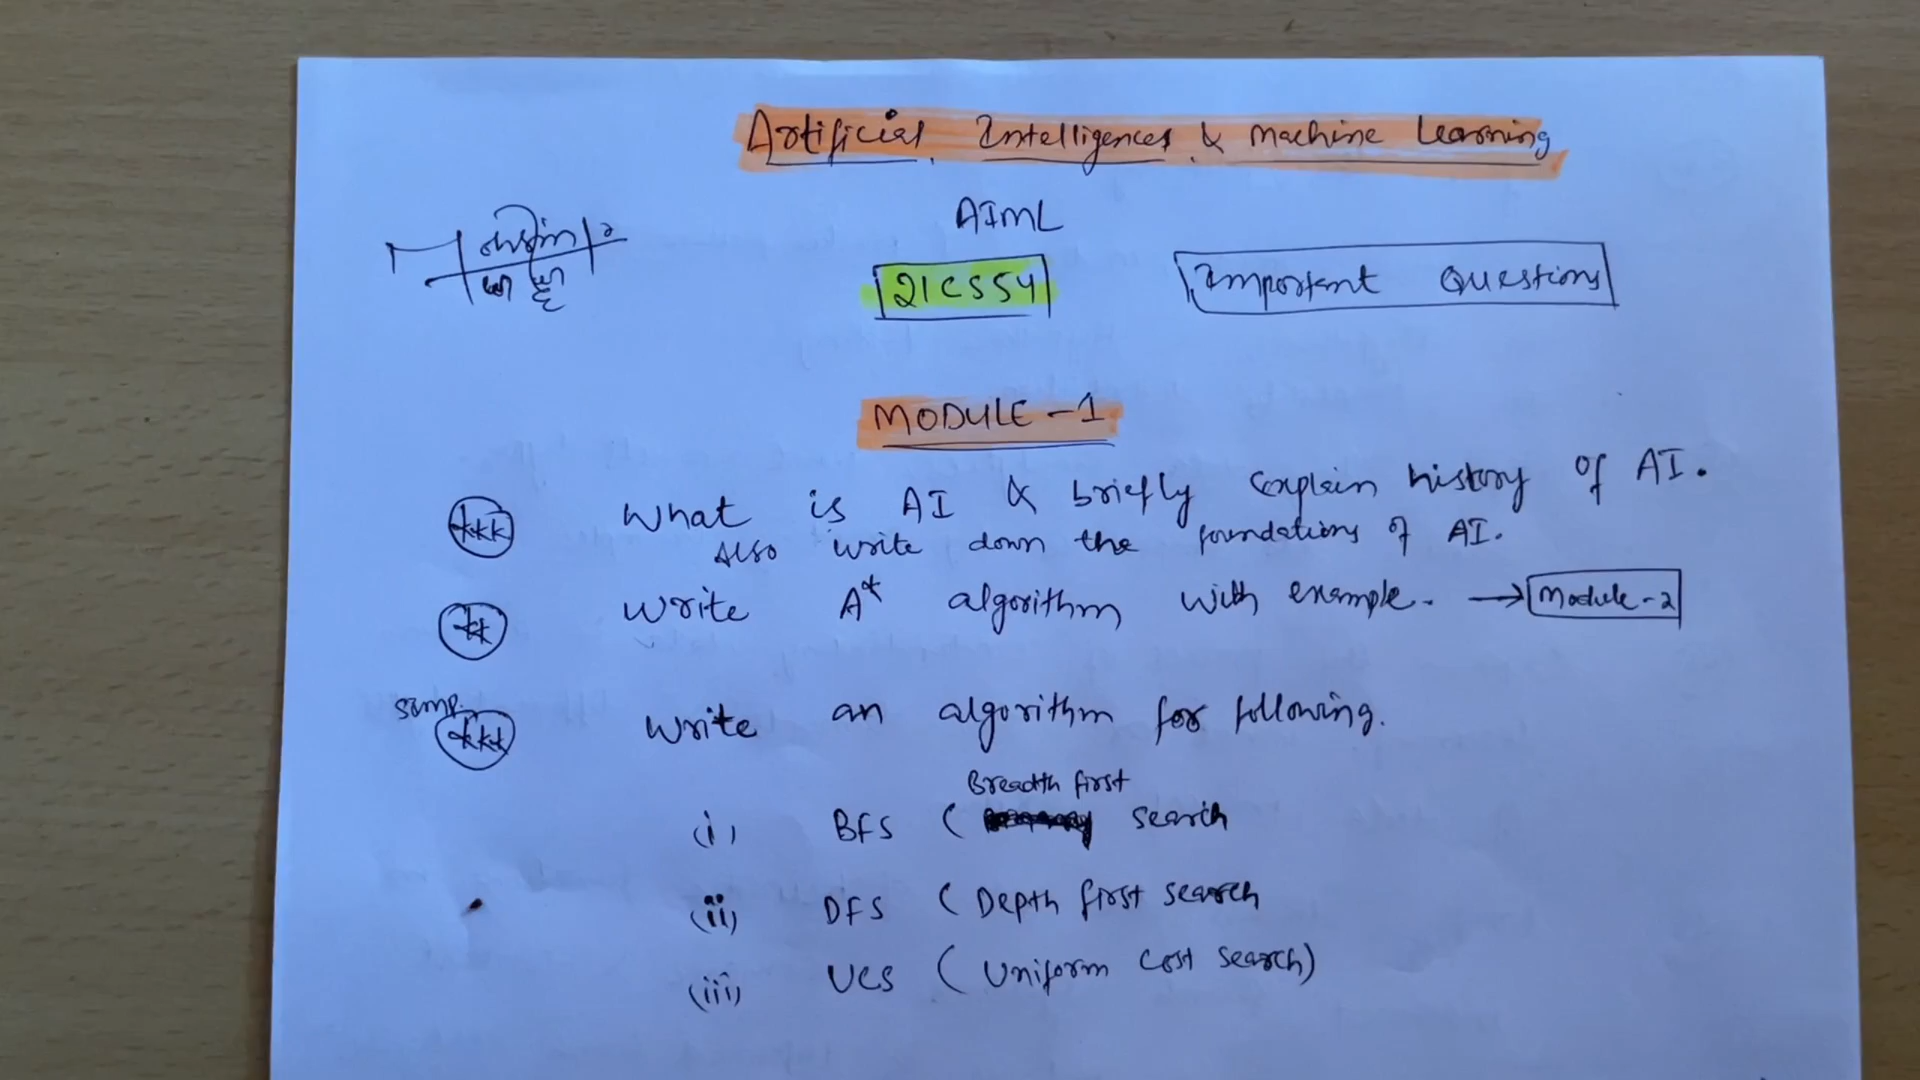 Artificial Intelligences & Machine Learning
AIML
21CS54
Important Questions
MODULE-1
*** What is AI & briefly explain history of AI.
Also write down the foundations of AI.
** Write A* algorithm with example. → Module-2
***
Write an algorithm for following.
Breadth first
(i) BFS ( search
(ii) DFS ( Depth first search
(iii) UCS ( Uniform cost search)